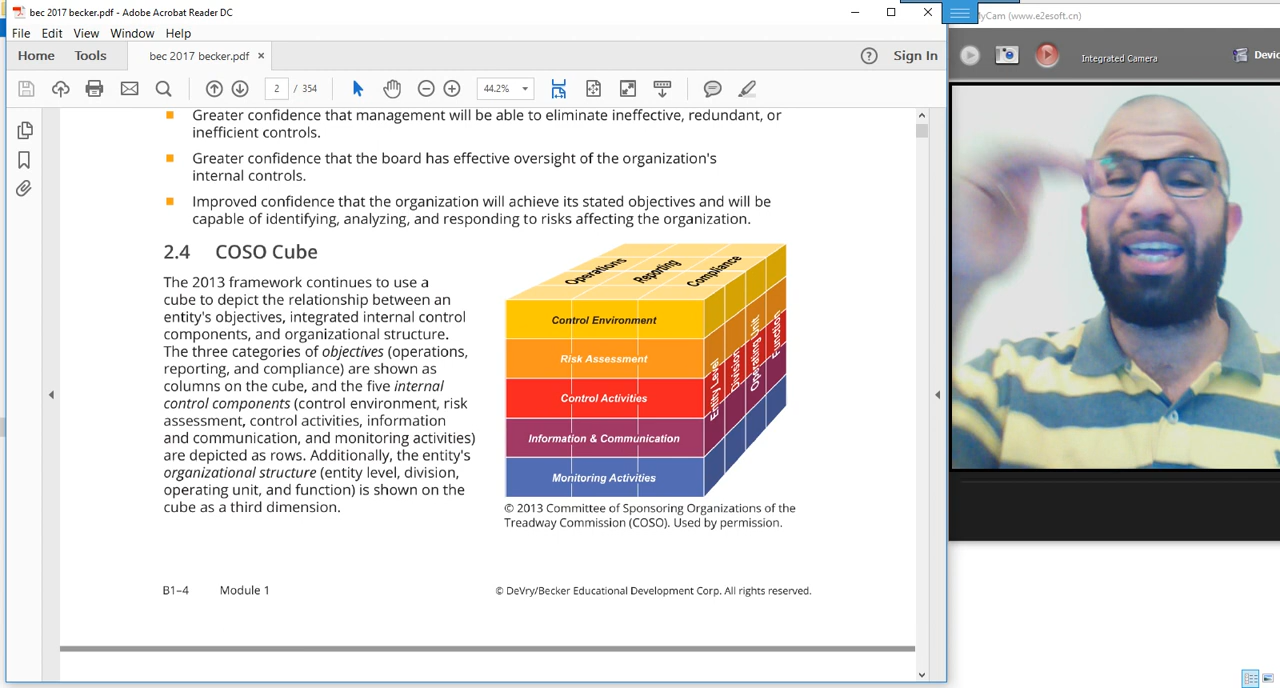 bec 2017 becker.pdf - Adobe Acrobat Reader DC
File Edit View Window Help
Home Tools bec 2017 becker.pdf × Sign In
2 / 354 44.2%
Greater confidence that management will be able to eliminate ineffective, redundant, or
inefficient controls.
Greater confidence that the board has effective oversight of the organization's
internal controls.
Improved confidence that the organization will achieve its stated objectives and will be
capable of identifying, analyzing, and responding to risks affecting the organization.
2.4 COSO Cube
The 2013 framework continues to use a
cube to depict the relationship between an
entity's objectives, integrated internal control
components, and organizational structure.
The three categories of objectives (operations,
reporting, and compliance) are shown as
columns on the cube, and the five internal
control components (control environment, risk
assessment, control activities, information
and communication, and monitoring activities)
are depicted as rows. Additionally, the entity's
organizational structure (entity level, division,
operating unit, and function) is shown on the
cube as a third dimension.
Operations
Reporting
Compliance
Control Environment
Risk Assessment
Control Activities
Information & Communication
Monitoring Activities
Entity Level
Division
Operating Unit
Function
© 2013 Committee of Sponsoring Organizations of the
Treadway Commission (COSO). Used by permission.
B1–4 Module 1 © DeVry/Becker Educational Development Corp. All rights reserved.
yCam (www.e2esoft.cn)
Integrated Camera Devic